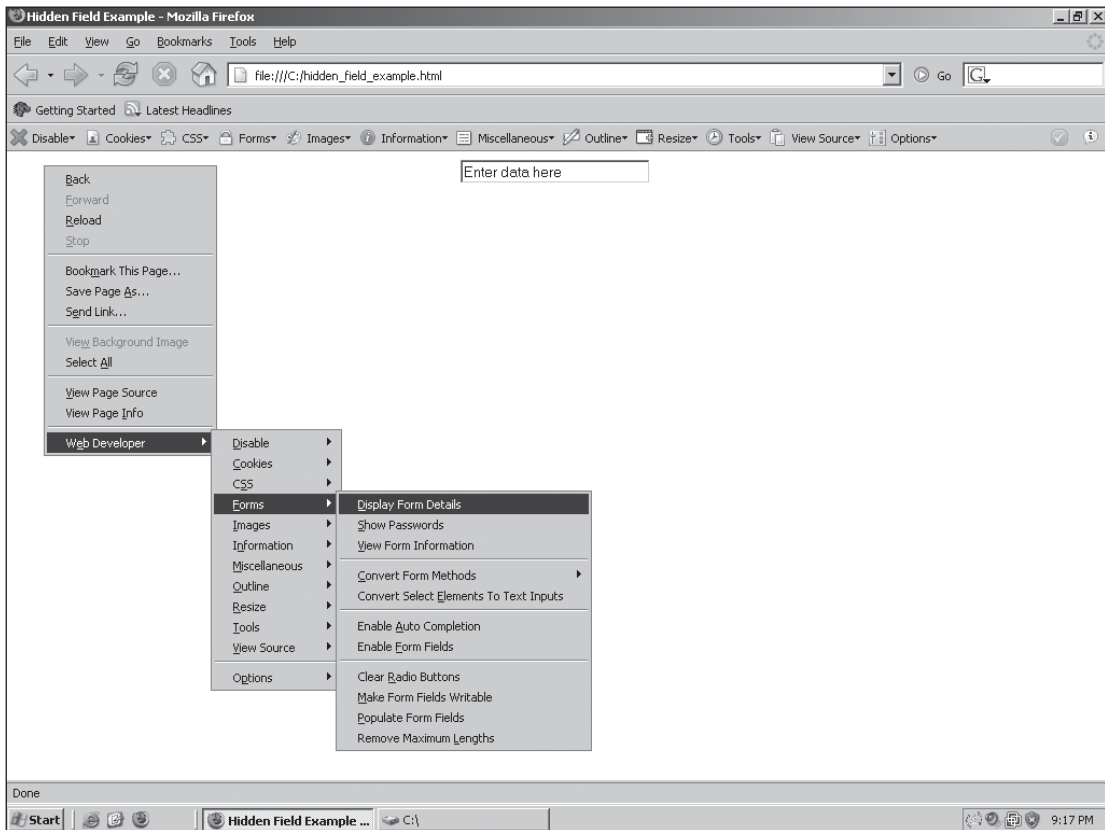 Hidden Field Example - Mozilla Firefox
File Edit View Go Bookmarks Tools Help
file:///C:/hidden_field_example.html Go G
Getting Started Latest Headlines
Disable Cookies CSS Forms Images Information Miscellaneous Outline Resize Tools View Source Options
Enter data here
Back
Forward
Reload
Stop
Bookmark This Page...
Save Page As...
Send Link...
View Background Image
Select All
View Page Source
View Page Info
Web Developer
Disable
Cookies
CSS
Forms
Images
Information
Miscellaneous
Outline
Resize
Tools
View Source
Options
Display Form Details
Show Passwords
View Form Information
Convert Form Methods
Convert Select Elements To Text Inputs
Enable Auto Completion
Enable Form Fields
Clear Radio Buttons
Make Form Fields Writable
Populate Form Fields
Remove Maximum Lengths
Done
Start Hidden Field Example ... C:\ 9:17 PM